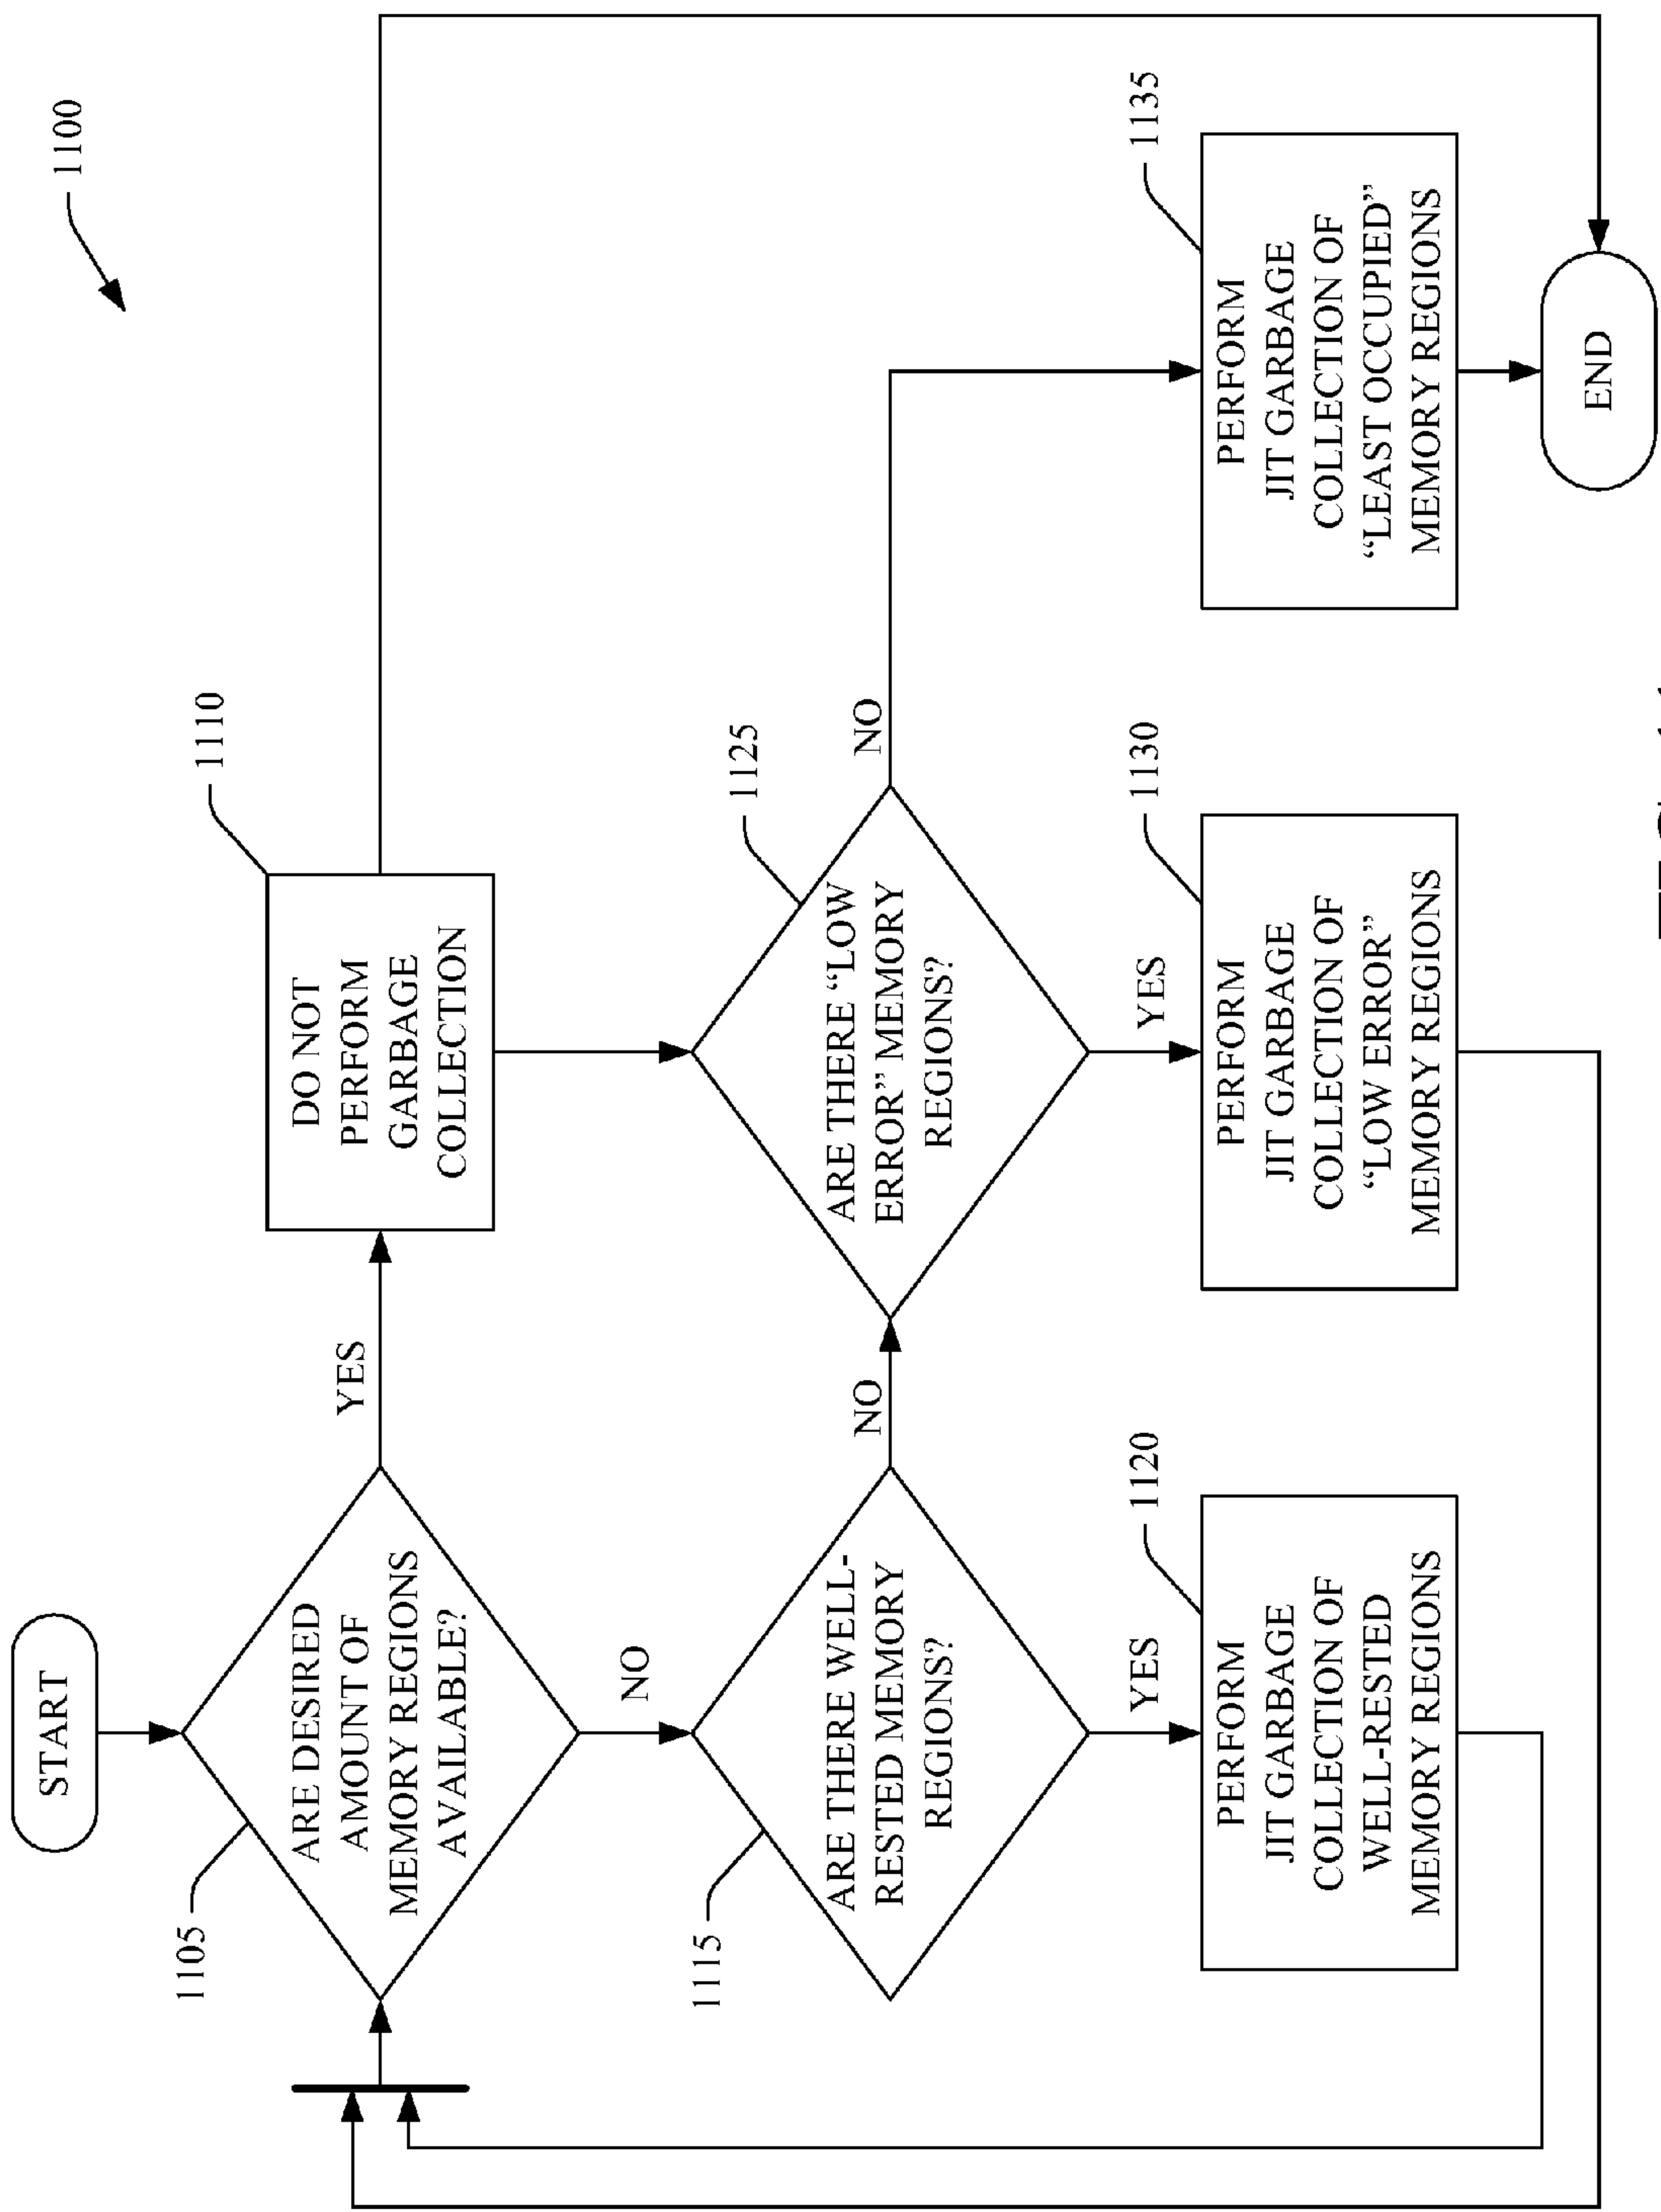 1100
START
1105
ARE DESIRED
AMOUNT OF
MEMORY REGIONS
AVAILABLE?
YES
1110
DO NOT
PERFORM
GARBAGE
COLLECTION
NO
1115
ARE THERE WELL-
RESTED MEMORY
REGIONS?
NO
1125
ARE THERE “LOW
ERROR” MEMORY
REGIONS?
NO
YES
1120
PERFORM
JIT GARBAGE
COLLECTION OF
WELL-RESTED
MEMORY REGIONS
YES
1130
PERFORM
JIT GARBAGE
COLLECTION OF
“LOW ERROR”
MEMORY REGIONS
1135
PERFORM
JIT GARBAGE
COLLECTION OF
“LEAST OCCUPIED”
MEMORY REGIONS
END